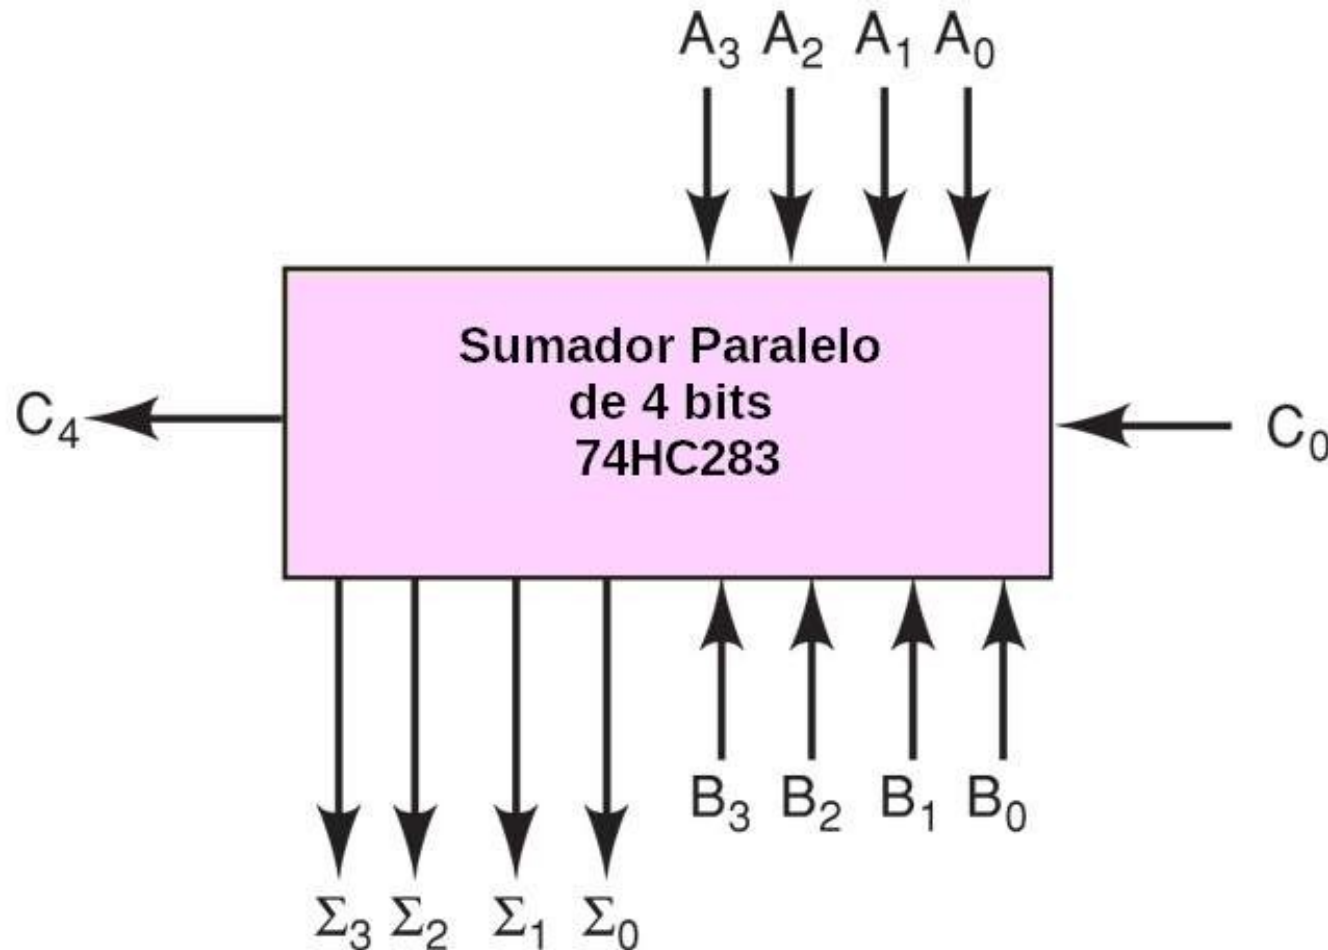 A₃ A₂ A₁ A₀
Sumador Paralelo
de 4 bits
74HC283
C₄
C₀
B₃ B₂ B₁ B₀
Σ₃ Σ₂ Σ₁ Σ₀